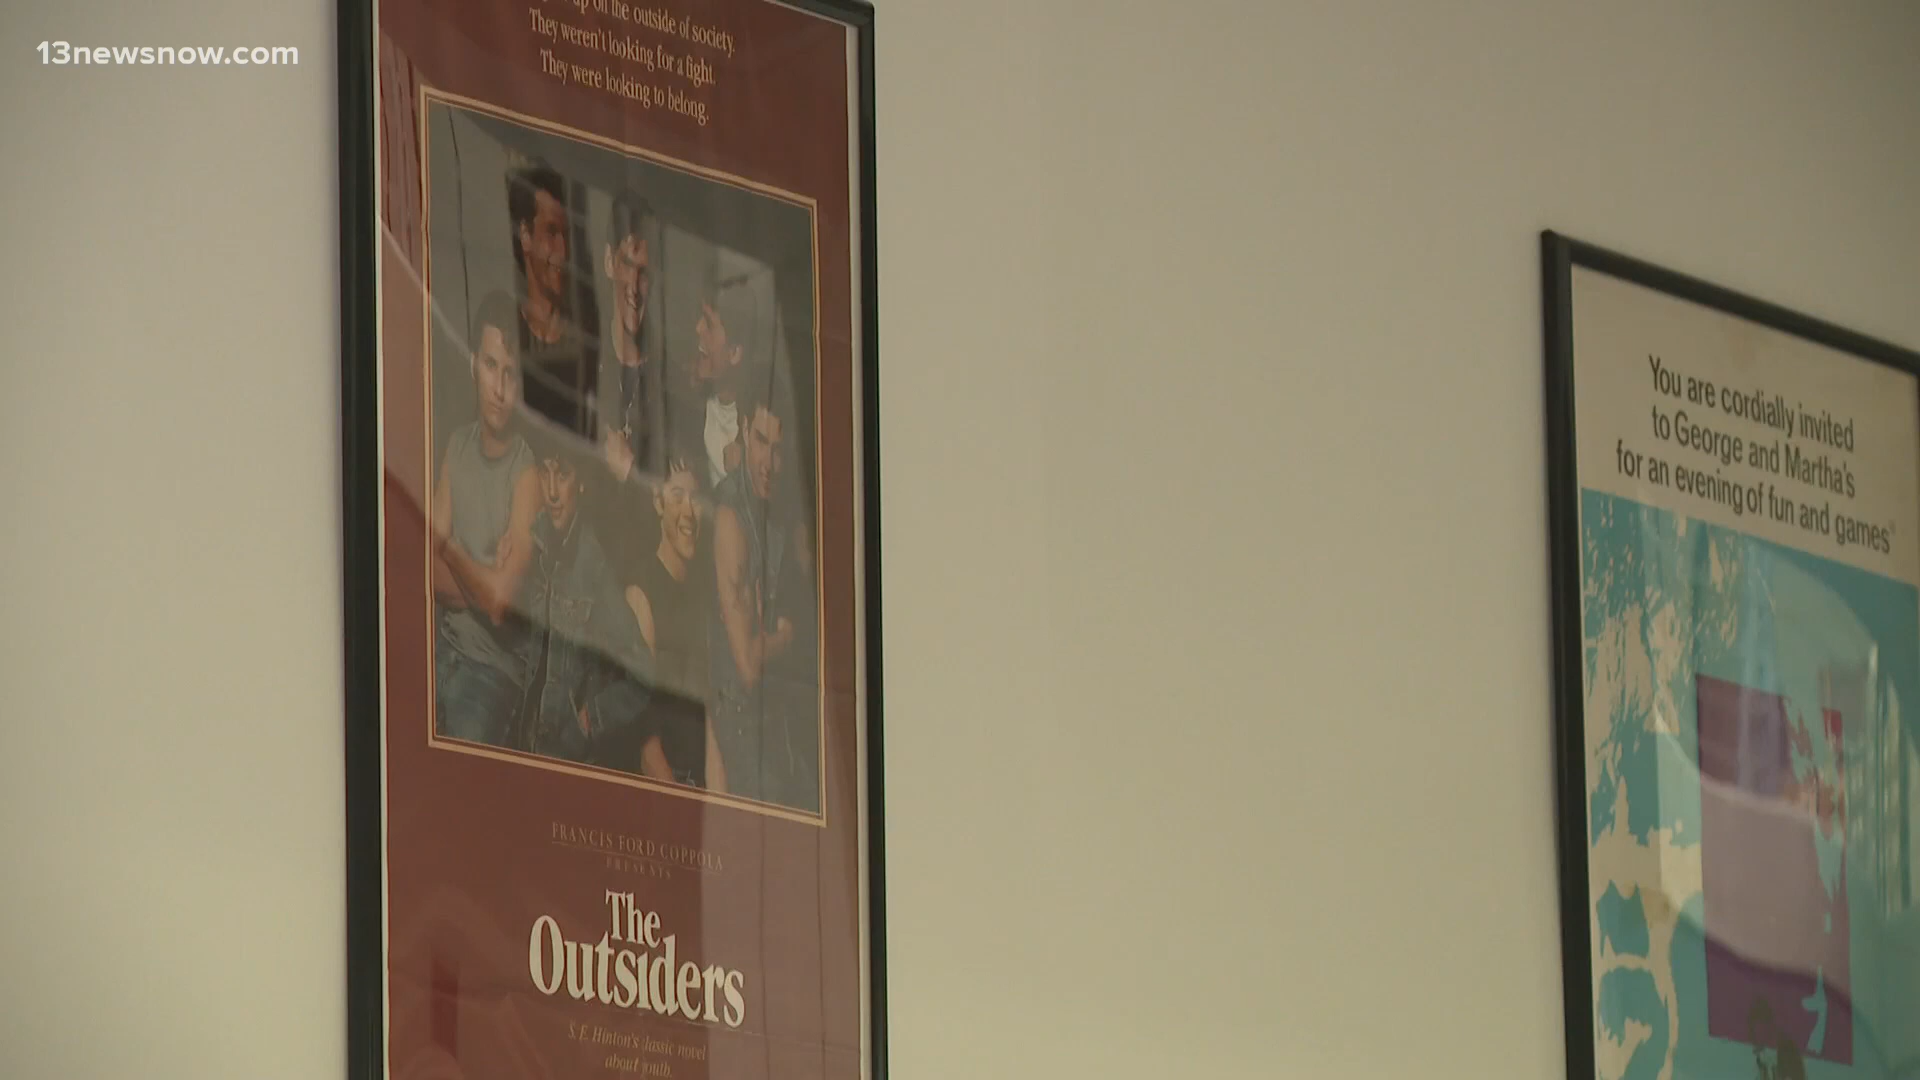 13newsnow.com
up on the outside of society.
They weren't looking for a fight.
They were looking to belong.
FRANCIS FORD COPPOLA
PRESENTS
The
Outsiders
S. E. Hinton's classic novel
about youth.
You are cordially invited
to George and Martha's
for an evening of fun and games